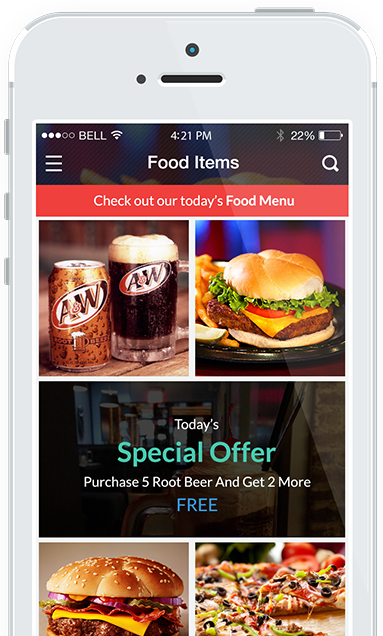 BELL 4:21 PM 22%
Food Items
Check out our today's Food Menu
A&W
A&W
Today's
Special Offer
Purchase 5 Root Beer And Get 2 More
FREE